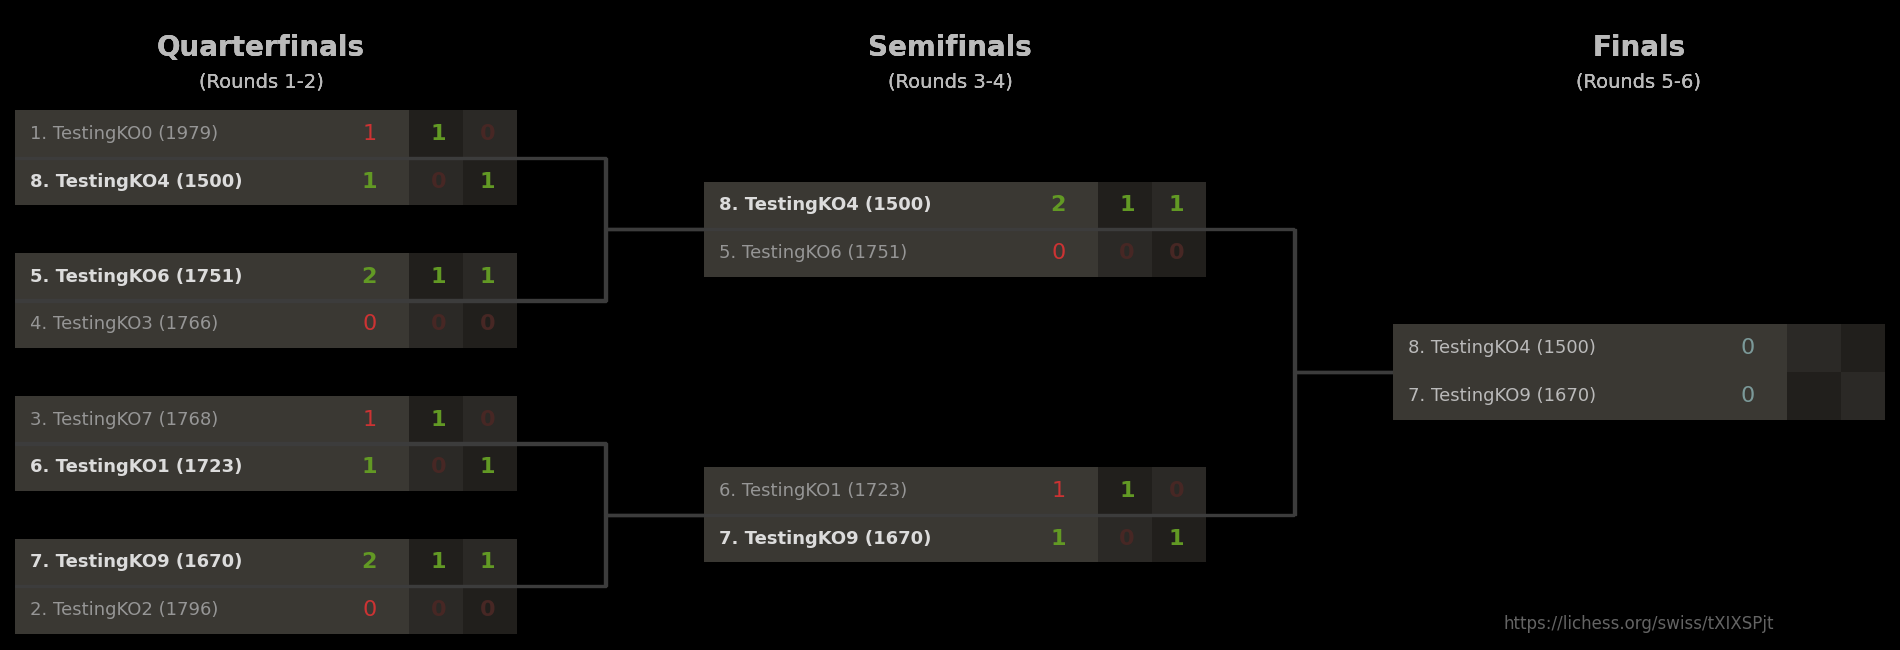 Quarterfinals
(Rounds 1-2)
1. TestingKO0 (1979) 1 1 0
8. TestingKO4 (1500) 1 0 1
5. TestingKO6 (1751) 2 1 1
4. TestingKO3 (1766) 0 0 0
3. TestingKO7 (1768) 1 1 0
6. TestingKO1 (1723) 1 0 1
7. TestingKO9 (1670) 2 1 1
2. TestingKO2 (1796) 0 0 0
Semifinals
(Rounds 3-4)
8. TestingKO4 (1500) 2 1 1
5. TestingKO6 (1751) 0 0 0
6. TestingKO1 (1723) 1 1 0
7. TestingKO9 (1670) 1 0 1
Finals
(Rounds 5-6)
8. TestingKO4 (1500) 0
7. TestingKO9 (1670) 0
https://lichess.org/swiss/tXIXSPjt